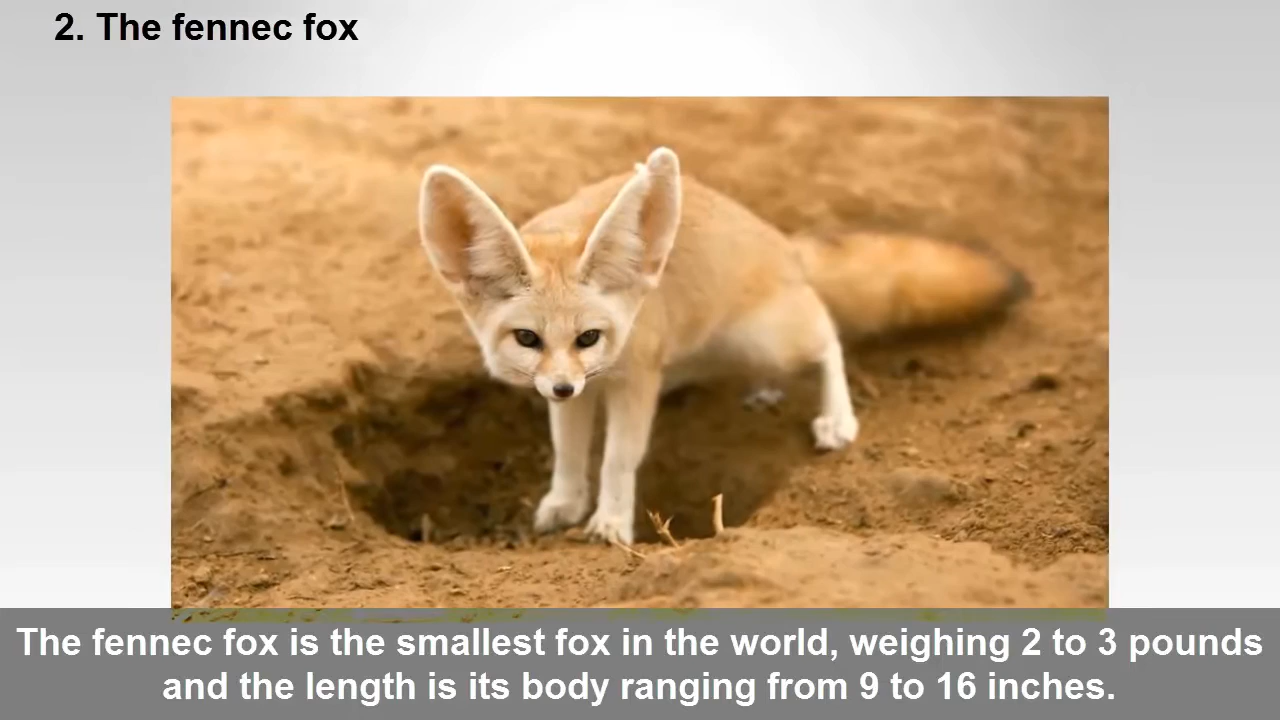 2. The fennec fox
The fennec fox is the smallest fox in the world, weighing 2 to 3 pounds
and the length is its body ranging from 9 to 16 inches.